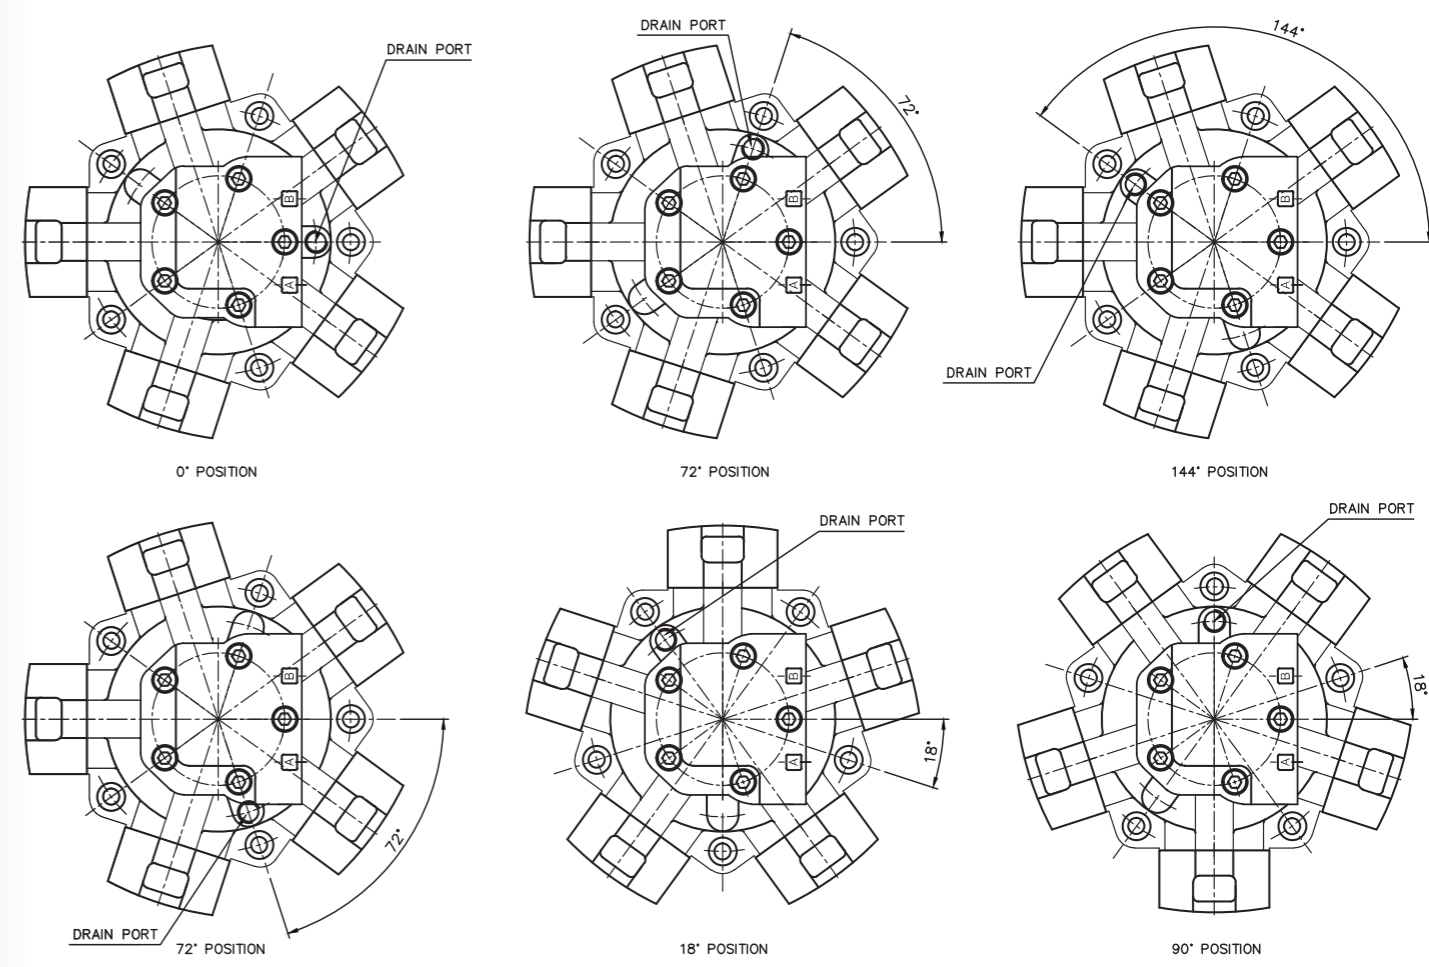 DRAIN PORT
B
A
0° POSITION
DRAIN PORT
72°
B
A
72° POSITION
144°
B
A
DRAIN PORT
144° POSITION
B
A
72°
DRAIN PORT
72° POSITION
DRAIN PORT
B
A
18°
18° POSITION
DRAIN PORT
B
A
18°
90° POSITION